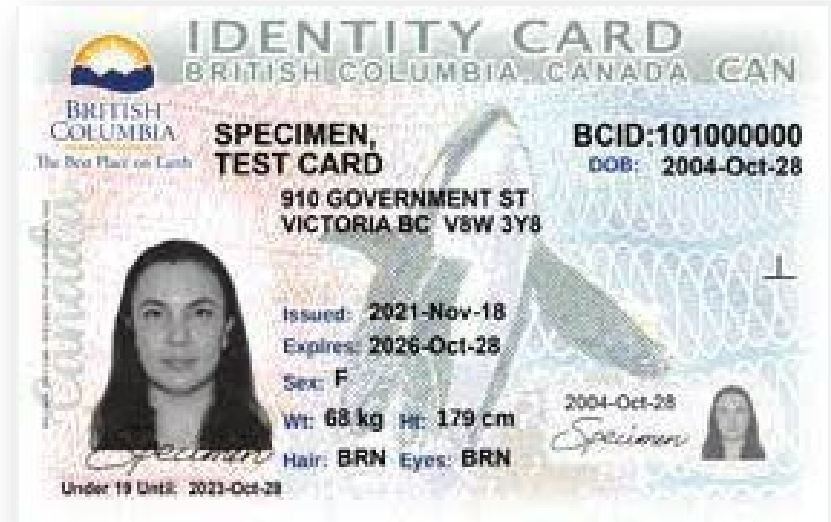 IDENTITY CARD
BRITISH COLUMBIA, CANADA CAN
BRITISH
COLUMBIA
The Best Place on Earth
SPECIMEN,
TEST CARD
BCID:101000000
DOB: 2004-Oct-28
910 GOVERNMENT ST
VICTORIA BC V8W 3Y8
Canada
Issued: 2021-Nov-18
Expires: 2026-Oct-28
Sex: F
Wt: 68 kg Ht: 179 cm
Hair: BRN Eyes: BRN
2004-Oct-28
Specimen
Specimen
Under 19 Until: 2023-Oct-28